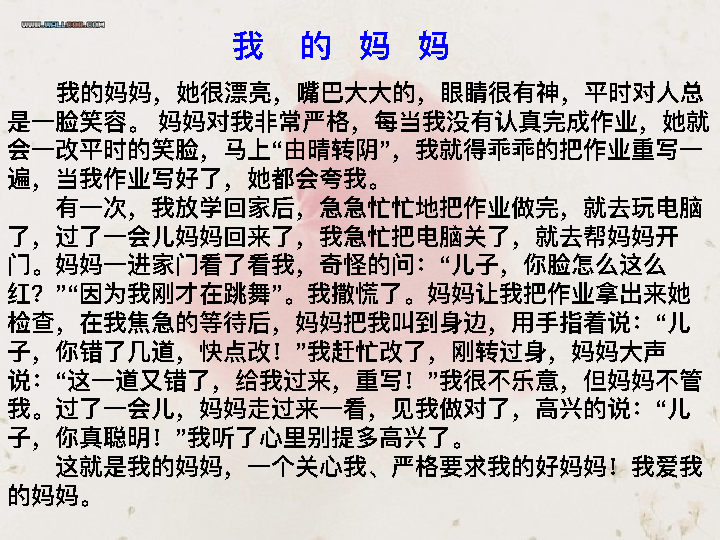 WWW.WALLCOO.COM
我 的 妈 妈
我的妈妈，她很漂亮，嘴巴大大的，眼睛很有神，平时对人总
是一脸笑容。 妈妈对我非常严格，每当我没有认真完成作业，她就
会一改平时的笑脸，马上“由晴转阴”，我就得乖乖的把作业重写一
遍，当我作业写好了，她都会夸我。
有一次，我放学回家后，急急忙忙地把作业做完，就去玩电脑
了，过了一会儿妈妈回来了，我急忙把电脑关了，就去帮妈妈开
门。妈妈一进家门看了看我，奇怪的问：“儿子，你脸怎么这么
红？”“因为我刚才在跳舞”。我撒慌了。妈妈让我把作业拿出来她
检查，在我焦急的等待后，妈妈把我叫到身边，用手指着说：“儿
子，你错了几道，快点改！”我赶忙改了，刚转过身，妈妈大声
说：“这一道又错了，给我过来，重写！”我很不乐意，但妈妈不管
我。过了一会儿，妈妈走过来一看，见我做对了，高兴的说：“儿
子，你真聪明！”我听了心里别提多高兴了。
这就是我的妈妈，一个关心我、严格要求我的好妈妈！我爱我
的妈妈。